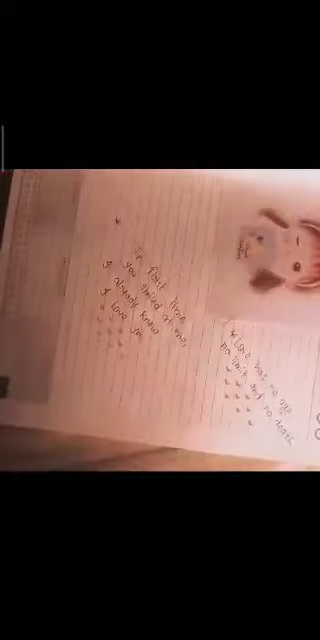 * Love has no age
no limit and no death
*
First time
you smiled at me,
I already knew
I love you